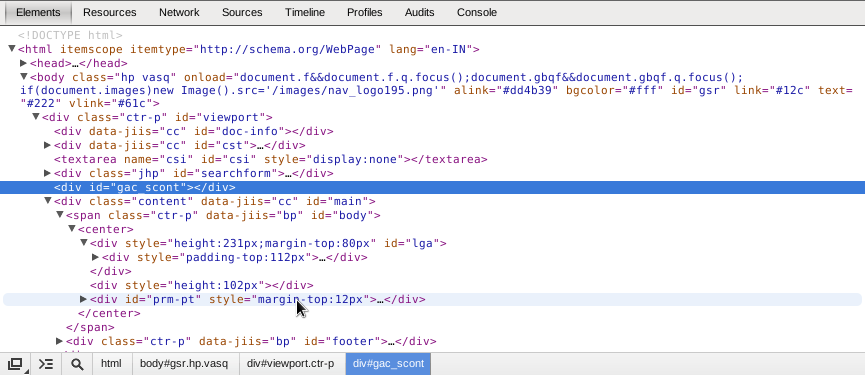 Elements Resources Network Sources Timeline Profiles Audits Console
<!DOCTYPE html>
<html itemscope itemtype="http://schema.org/WebPage" lang="en-IN">
<head>…</head>
<body class="hp vasq" onload="document.f&&document.f.q.focus();document.gbqf&&document.gbqf.q.focus();
if(document.images)new Image().src='/images/nav_logo195.png'" alink="#dd4b39" bgcolor="#fff" id="gsr" link="#12c" text=
"#222" vlink="#61c">
<div class="ctr-p" id="viewport">
<div data-jiis="cc" id="doc-info"></div>
<div data-jiis="cc" id="cst">…</div>
<textarea name="csi" id="csi" style="display:none"></textarea>
<div class="jhp" id="searchform">…</div>
<div id="gac_scont"></div>
<div class="content" data-jiis="cc" id="main">
<span class="ctr-p" data-jiis="bp" id="body">
<center>
<div style="height:231px;margin-top:80px" id="lga">
<div style="padding-top:112px">…</div>
</div>
<div style="height:102px"></div>
<div id="prm-pt" style="margin-top:12px">…</div>
</center>
</span>
<div class="ctr-p" data-jiis="bp" id="footer">…</div>
html body#gsr.hp.vasq div#viewport.ctr-p div#gac_scont